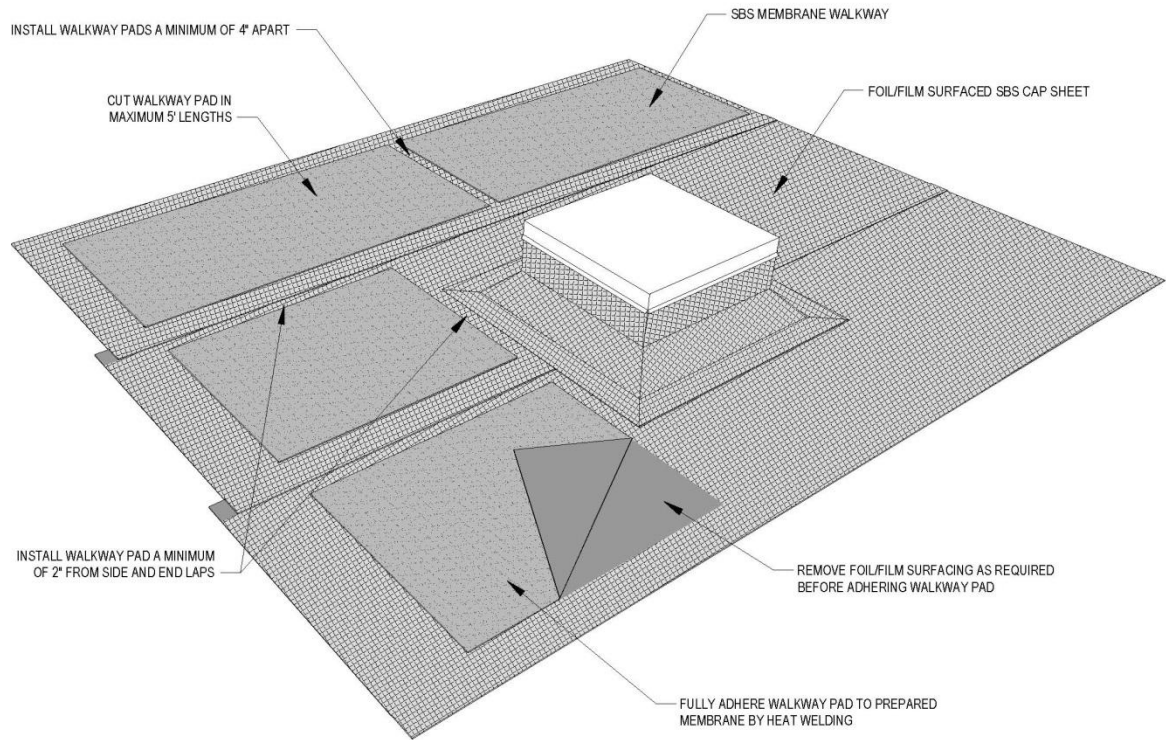 SBS MEMBRANE WALKWAY
INSTALL WALKWAY PADS A MINIMUM OF 4" APART
FOIL/FILM SURFACED SBS CAP SHEET
CUT WALKWAY PAD IN
MAXIMUM 5' LENGTHS
INSTALL WALKWAY PAD A MINIMUM
OF 2" FROM SIDE AND END LAPS
REMOVE FOIL/FILM SURFACING AS REQUIRED
BEFORE ADHERING WALKWAY PAD
FULLY ADHERE WALKWAY PAD TO PREPARED
MEMBRANE BY HEAT WELDING